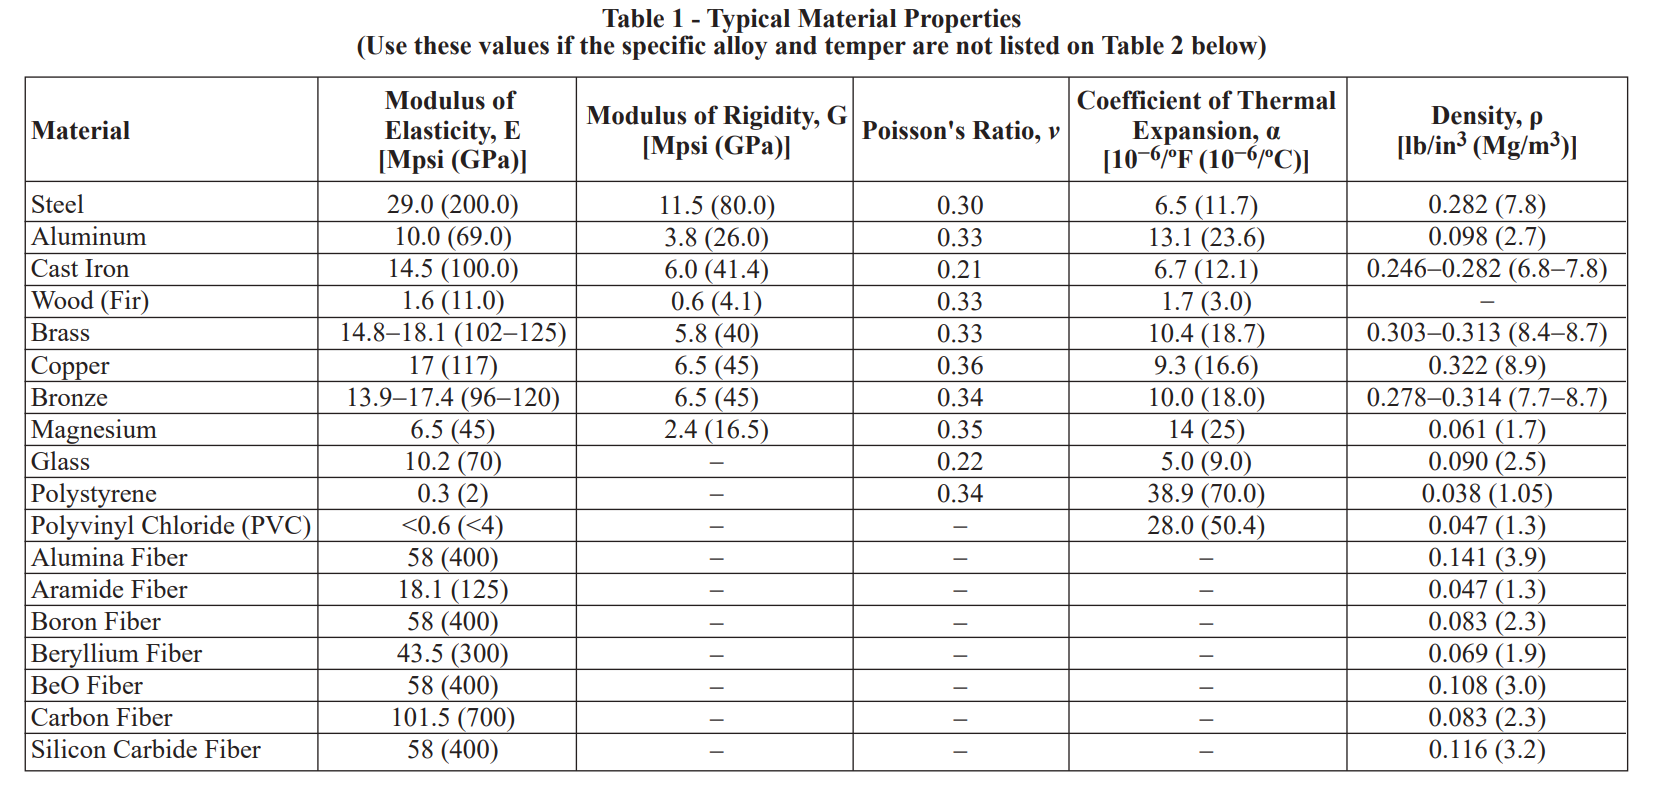 Table 1 - Typical Material Properties
(Use these values if the specific alloy and temper are not listed on Table 2 below)
Material
Modulus of
Elasticity, E
[Mpsi (GPa)]
Modulus of Rigidity, G
[Mpsi (GPa)]
Poisson's Ratio, ν
Coefficient of Thermal
Expansion, α
[10⁻⁶/ºF (10⁻⁶/ºC)]
Density, ρ
[lb/in³ (Mg/m³)]
Steel 29.0 (200.0) 11.5 (80.0) 0.30 6.5 (11.7) 0.282 (7.8)
Aluminum 10.0 (69.0) 3.8 (26.0) 0.33 13.1 (23.6) 0.098 (2.7)
Cast Iron 14.5 (100.0) 6.0 (41.4) 0.21 6.7 (12.1) 0.246–0.282 (6.8–7.8)
Wood (Fir) 1.6 (11.0) 0.6 (4.1) 0.33 1.7 (3.0) –
Brass 14.8–18.1 (102–125) 5.8 (40) 0.33 10.4 (18.7) 0.303–0.313 (8.4–8.7)
Copper 17 (117) 6.5 (45) 0.36 9.3 (16.6) 0.322 (8.9)
Bronze 13.9–17.4 (96–120) 6.5 (45) 0.34 10.0 (18.0) 0.278–0.314 (7.7–8.7)
Magnesium 6.5 (45) 2.4 (16.5) 0.35 14 (25) 0.061 (1.7)
Glass 10.2 (70) – 0.22 5.0 (9.0) 0.090 (2.5)
Polystyrene 0.3 (2) – 0.34 38.9 (70.0) 0.038 (1.05)
Polyvinyl Chloride (PVC) <0.6 (<4) – – 28.0 (50.4) 0.047 (1.3)
Alumina Fiber 58 (400) – – – 0.141 (3.9)
Aramide Fiber 18.1 (125) – – – 0.047 (1.3)
Boron Fiber 58 (400) – – – 0.083 (2.3)
Beryllium Fiber 43.5 (300) – – – 0.069 (1.9)
BeO Fiber 58 (400) – – – 0.108 (3.0)
Carbon Fiber 101.5 (700) – – – 0.083 (2.3)
Silicon Carbide Fiber 58 (400) – – – 0.116 (3.2)